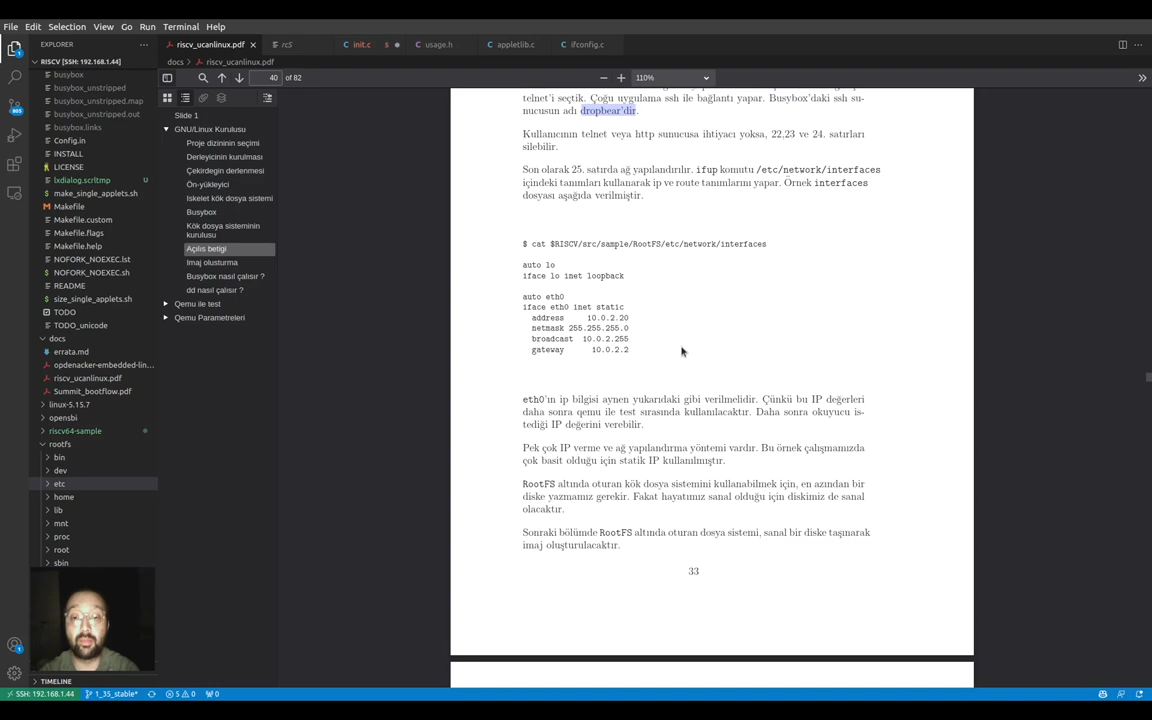 File Edit Selection View Go Run Terminal Help
EXPLORER
riscv_ucanlinux.pdf
rcS
init.c 5
usage.h
appletlib.c
ifconfig.c
RISCV [SSH: 192.168.1.44]
docs > riscv_ucanlinux.pdf
805
busybox
busybox_unstripped
busybox_unstripped.map
busybox_unstripped.out
busybox.links
Config.in
INSTALL
LICENSE
lxdialog.scrltmp U
make_single_applets.sh
Makefile
Makefile.custom
Makefile.flags
Makefile.help
NOFORK_NOEXEC.lst
NOFORK_NOEXEC.sh
README
size_single_applets.sh
TODO
TODO_unicode
docs
errata.md
opdenacker-embedded-lin...
riscv_ucanlinux.pdf
Summit_bootflow.pdf
linux-5.15.7
opensbi
riscv64-sample
rootfs
bin
dev
etc
home
lib
mnt
proc
root
sbin
TIMELINE
40 of 82
110%
Slide 1
GNU/Linux Kurulusu
Proje dizininin seçimi
Derleyicinin kurulması
Çekirdegin derlenmesi
Ön-yükleyici
Iskelet kök dosya sistemi
Busybox
Kök dosya sisteminin
kurulusu
Açılıs betigi
Imaj olusturma
Busybox nasıl çalısır ?
dd nasıl çalısır ?
Qemu ile test
Qemu Parametreleri
telnet'i seçtik. Çoğu uygulama ssh ile bağlantı yapar. Busybox'daki ssh su-
nucusun adı dropbear'dir.
Kullanıcının telnet veya http sunucusa ihtiyacı yoksa, 22,23 ve 24. satırları
silebilir.
Son olarak 25. satırda ağ yapılandırılır. ifup komutu /etc/network/interfaces
içindeki tanımları kullanarak ip ve route tanımlarını yapar. Örnek interfaces
dosyası aşağıda verilmiştir.
$ cat $RISCV/src/sample/RootFS/etc/network/interfaces
auto lo
iface lo inet loopback
auto eth0
iface eth0 inet static
address 10.0.2.20
netmask 255.255.255.0
broadcast 10.0.2.255
gateway 10.0.2.2
eth0'ın ip bilgisi aynen yukarıdaki gibi verilmelidir. Çünkü bu IP değerleri
daha sonra qemu ile test sırasında kullanılacaktır. Daha sonra okuyucu is-
tediği IP değerini verebilir.
Pek çok IP verme ve ağ yapılandırma yöntemi vardır. Bu örnek çalışmamızda
çok basit olduğu için statik IP kullanılmıştır.
RootFS altında oturan kök dosya sistemini kullanabilmek için, en azından bir
diske yazmamız gerekir. Fakat hayatımız sanal olduğu için diskimiz de sanal
olacaktır.
Sonraki bölümde RootFS altında oturan dosya sistemi, sanal bir diske taşınarak
imaj oluşturulacaktır.
33
SSH: 192.168.1.44 1_35_stable* 5 0 0